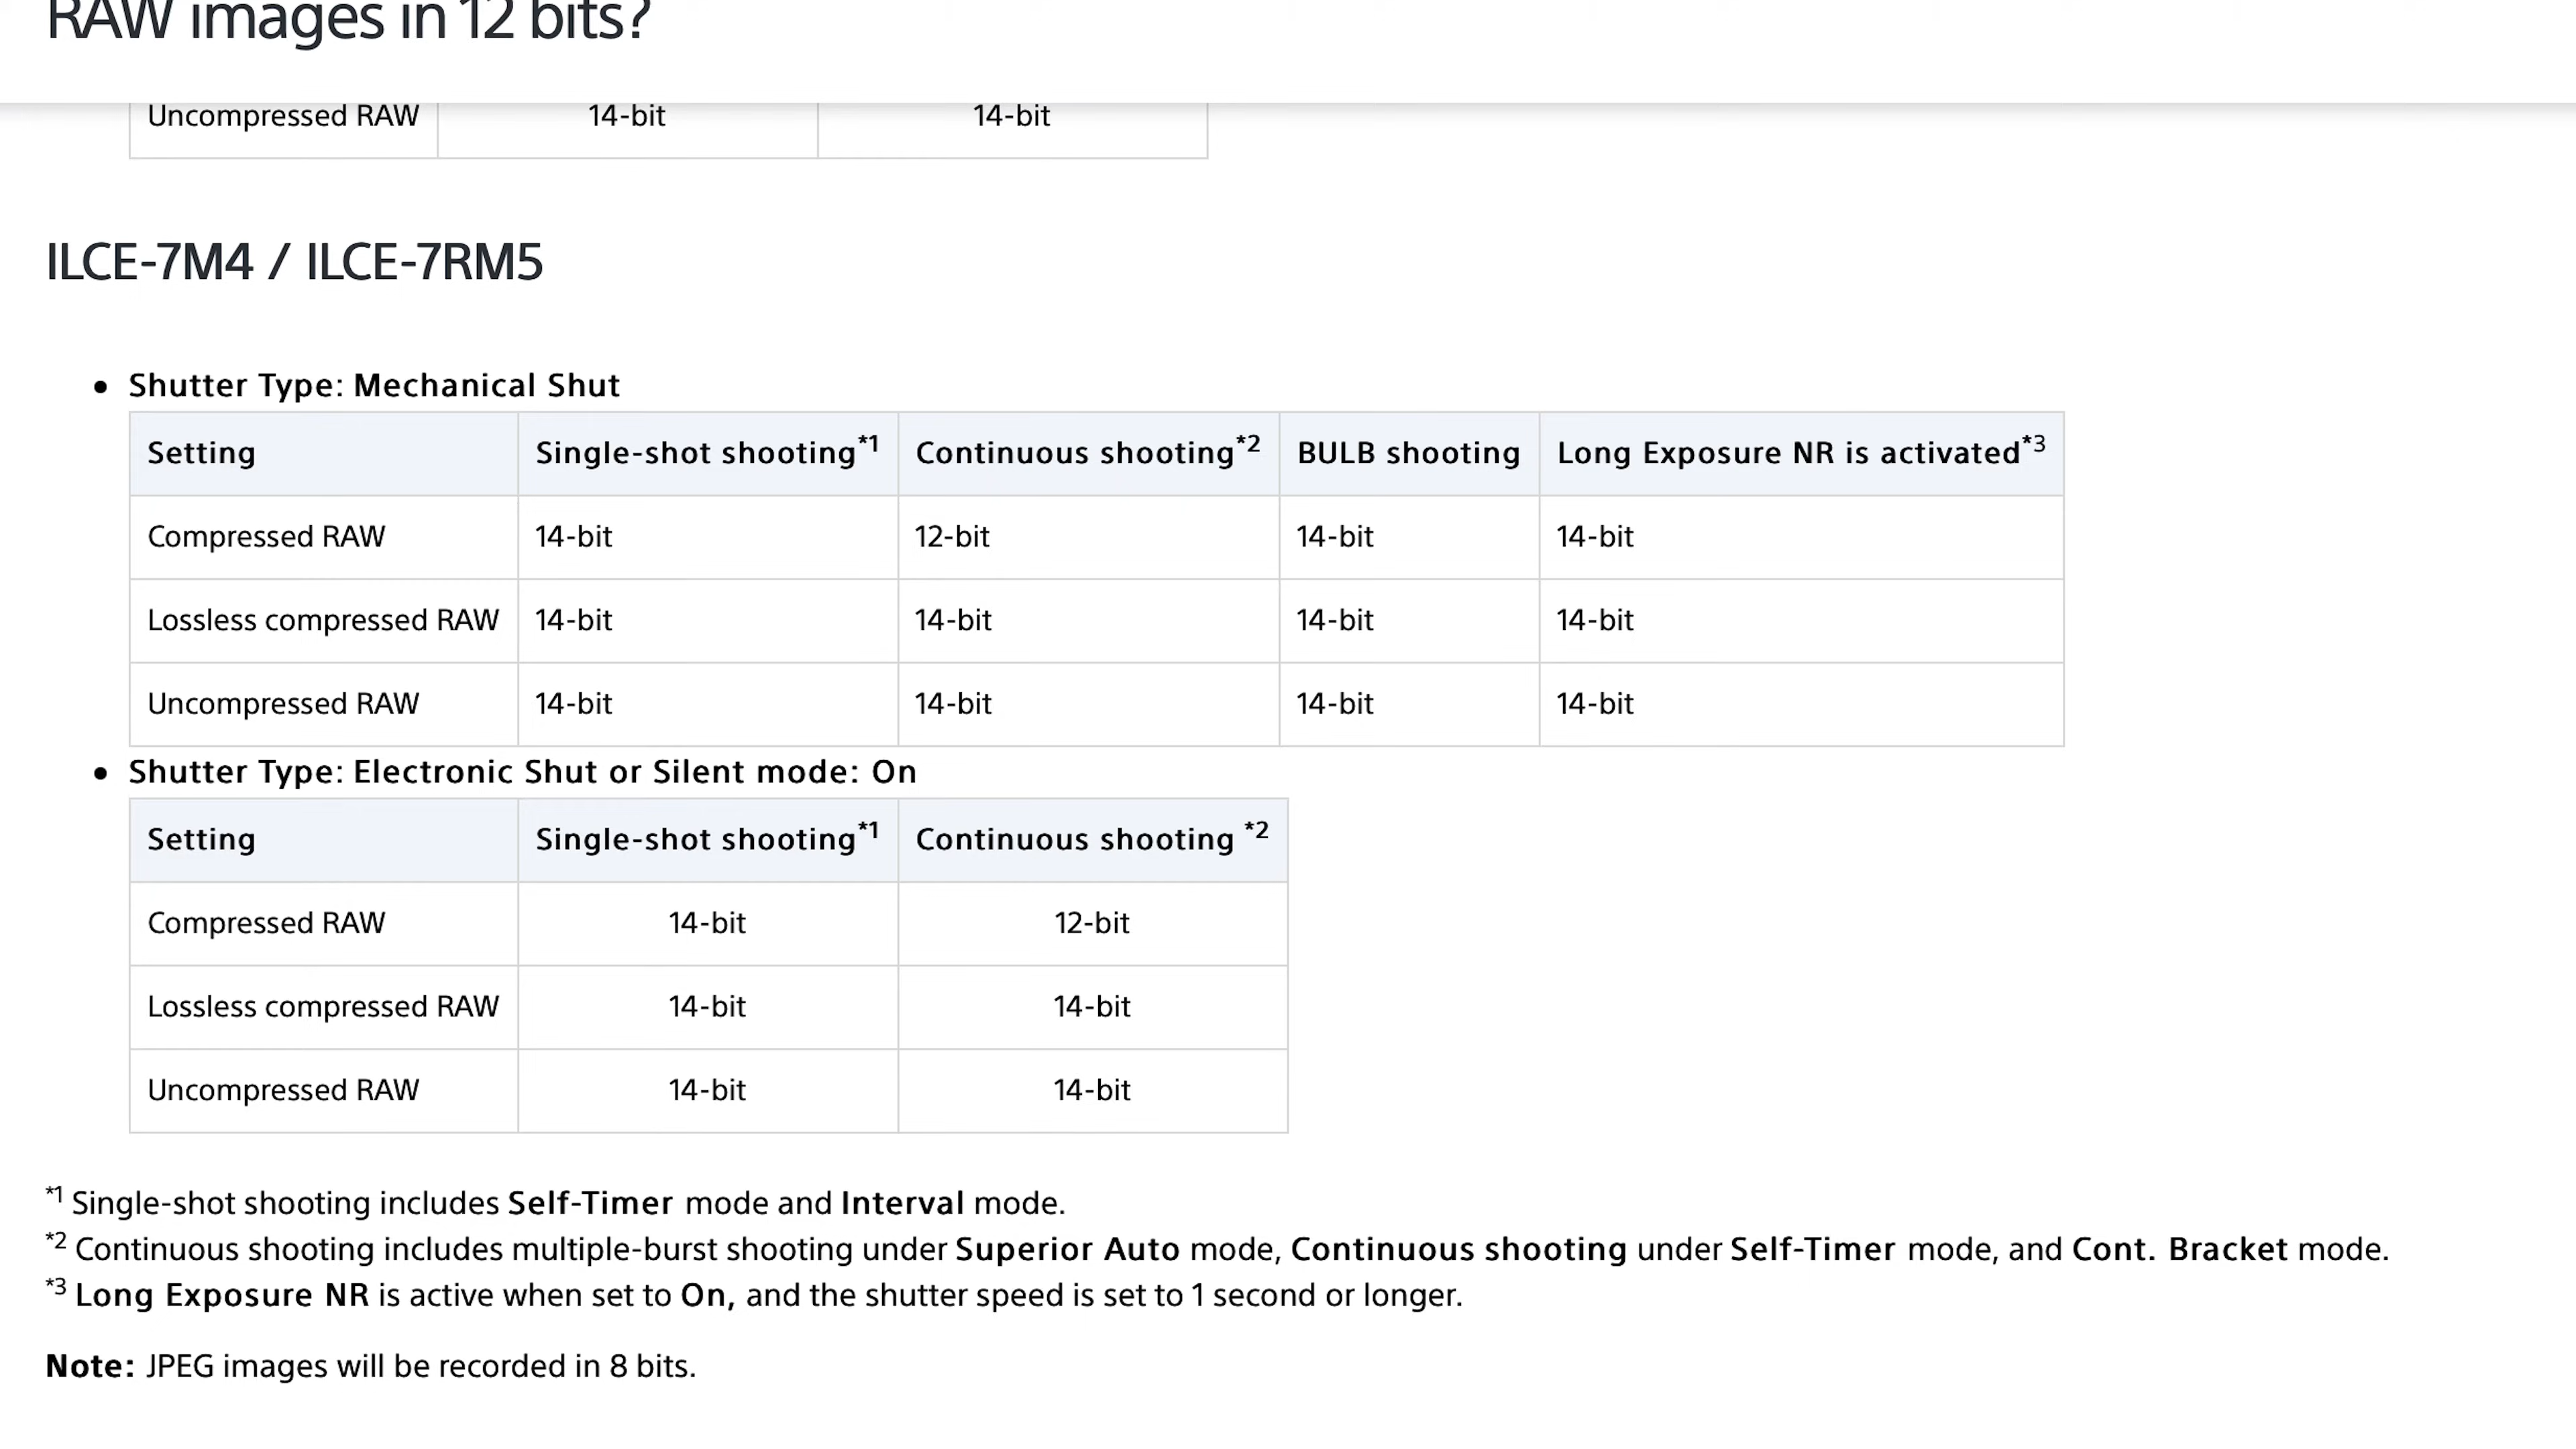 RAW images in 12 bits?
Uncompressed RAW 14-bit 14-bit
ILCE-7M4 / ILCE-7RM5
• Shutter Type: Mechanical Shut
Setting Single-shot shooting*1 Continuous shooting*2 BULB shooting Long Exposure NR is activated*3
Compressed RAW 14-bit 12-bit 14-bit 14-bit
Lossless compressed RAW 14-bit 14-bit 14-bit 14-bit
Uncompressed RAW 14-bit 14-bit 14-bit 14-bit
• Shutter Type: Electronic Shut or Silent mode: On
Setting Single-shot shooting*1 Continuous shooting *2
Compressed RAW 14-bit 12-bit
Lossless compressed RAW 14-bit 14-bit
Uncompressed RAW 14-bit 14-bit
*1 Single-shot shooting includes Self-Timer mode and Interval mode.
*2 Continuous shooting includes multiple-burst shooting under Superior Auto mode, Continuous shooting under Self-Timer mode, and Cont. Bracket mode.
*3 Long Exposure NR is active when set to On, and the shutter speed is set to 1 second or longer.
Note: JPEG images will be recorded in 8 bits.